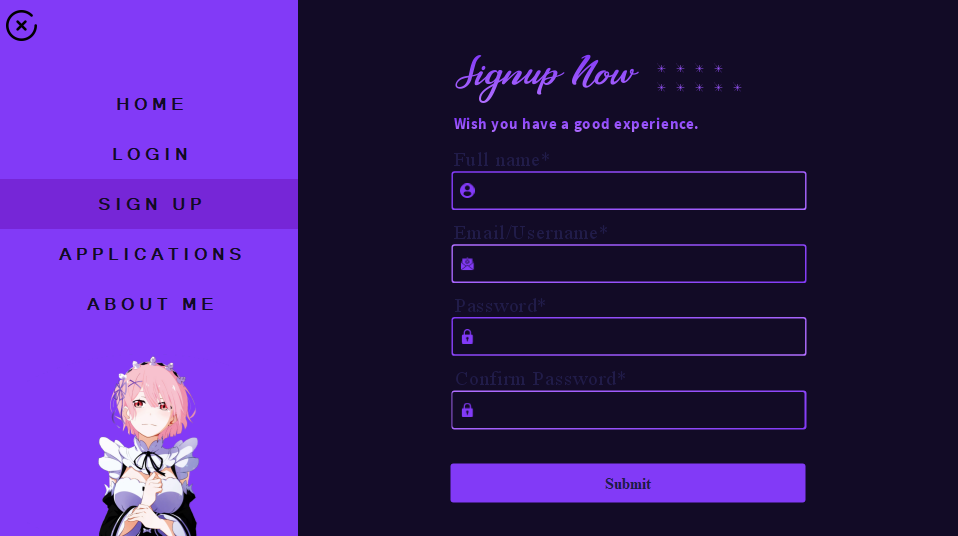 HOME
LOGIN
SIGN UP
APPLICATIONS
ABOUT ME
Signup Now
Wish you have a good experience.
Full name*
Email/Username*
Password*
Confirm Password*
Submit